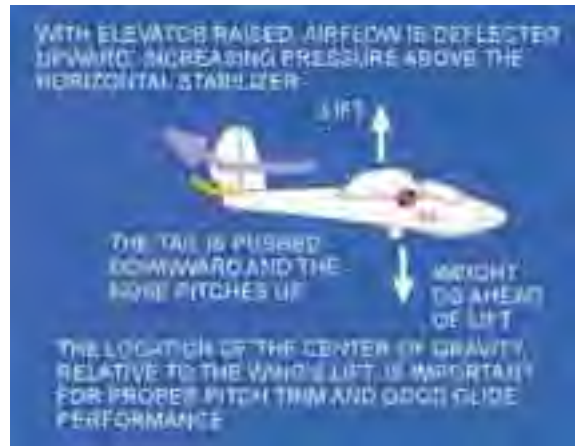 WITH ELEVATOR RAISED, AIRFLOW IS DEFLECTED
UPWARD, INCREASING PRESSURE ABOVE THE
HORIZONTAL STABILIZER
LIFT
THE TAIL IS PUSHED
DOWNWARD AND THE
NOSE PITCHES UP
WEIGHT
CG AHEAD
OF LIFT
THE LOCATION OF THE CENTER OF GRAVITY,
RELATIVE TO THE WING'S LIFT, IS IMPORTANT
FOR PROPER PITCH TRIM AND GOOD GLIDE
PERFORMANCE